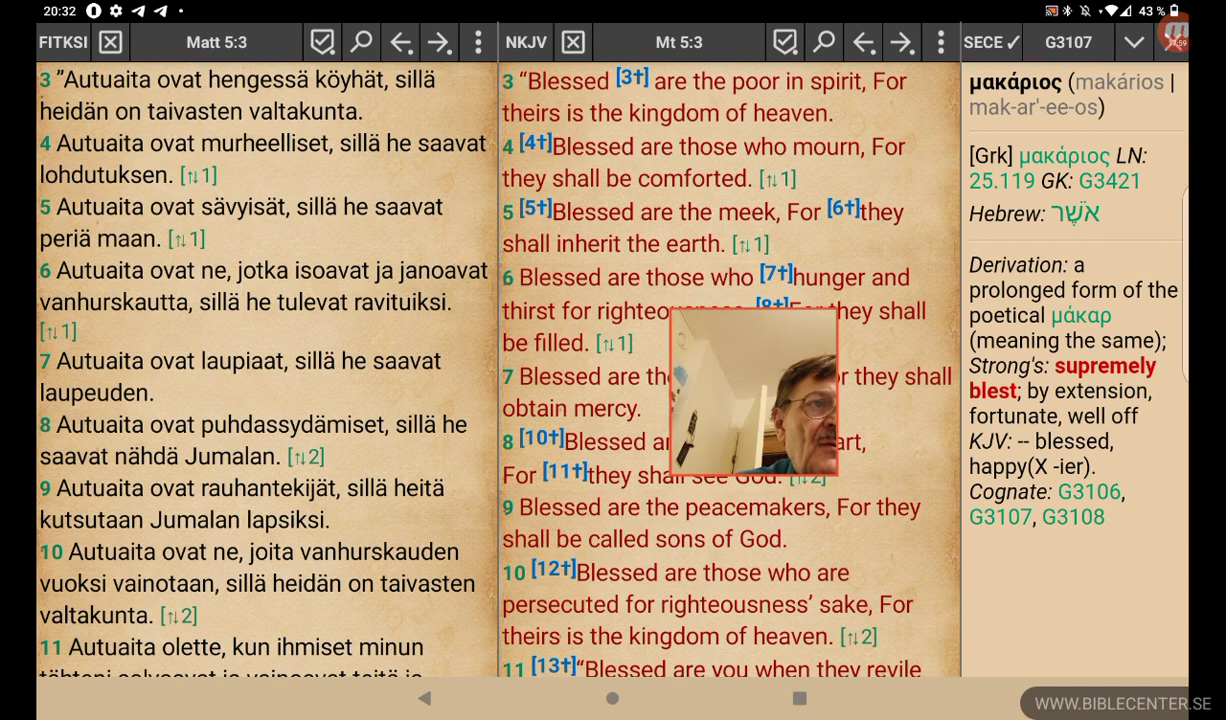 20:32
43 %
FITKSI
Matt 5:3
NKJV
Mt 5:3
SECE ✓
G3107
3 ”Autuaita ovat hengessä köyhät, sillä
heidän on taivasten valtakunta.
4 Autuaita ovat murheelliset, sillä he saavat
lohdutuksen. [↑↓1]
5 Autuaita ovat sävyisät, sillä he saavat
periä maan. [↑↓1]
6 Autuaita ovat ne, jotka isoavat ja janoavat
vanhurskautta, sillä he tulevat ravituiksi.
[↑↓1]
7 Autuaita ovat laupiaat, sillä he saavat
laupeuden.
8 Autuaita ovat puhdassydämiset, sillä he
saavat nähdä Jumalan. [↑↓2]
9 Autuaita ovat rauhantekijät, sillä heitä
kutsutaan Jumalan lapsiksi.
10 Autuaita ovat ne, joita vanhurskauden
vuoksi vainotaan, sillä heidän on taivasten
valtakunta. [↑↓2]
11 Autuaita olette, kun ihmiset minun
3 “Blessed [3†] are the poor in spirit, For
theirs is the kingdom of heaven.
4 [4†]Blessed are those who mourn, For
they shall be comforted. [↑↓1]
5 [5†]Blessed are the meek, For [6†]they
shall inherit the earth. [↑↓1]
6 Blessed are those who [7†]hunger and
thirst for [8†]For they shall
be filled. [↑↓1]
7 Blessed are they shall
obtain mercy.
8 [10†]Blessed
For [11†]they shall see God. [↑↓2]
9 Blessed are the peacemakers, For they
shall be called sons of God.
10 [12†]Blessed are those who are
persecuted for righteousness’ sake, For
theirs is the kingdom of heaven. [↑↓2]
11 [13†]“Blessed are you when they revile
μακάριος (makários |
mak-ar'-ee-os)
[Grk] μακάριος LN:
25.119 GK: G3421
Hebrew: אֹשֶׁר
Derivation: a
prolonged form of the
poetical μάκαρ
(meaning the same);
Strong's: supremely
blest; by extension,
fortunate, well off
KJV: -- blessed,
happy(X -ier).
Cognate: G3106,
G3107, G3108
WWW.BIBLECENTER.SE